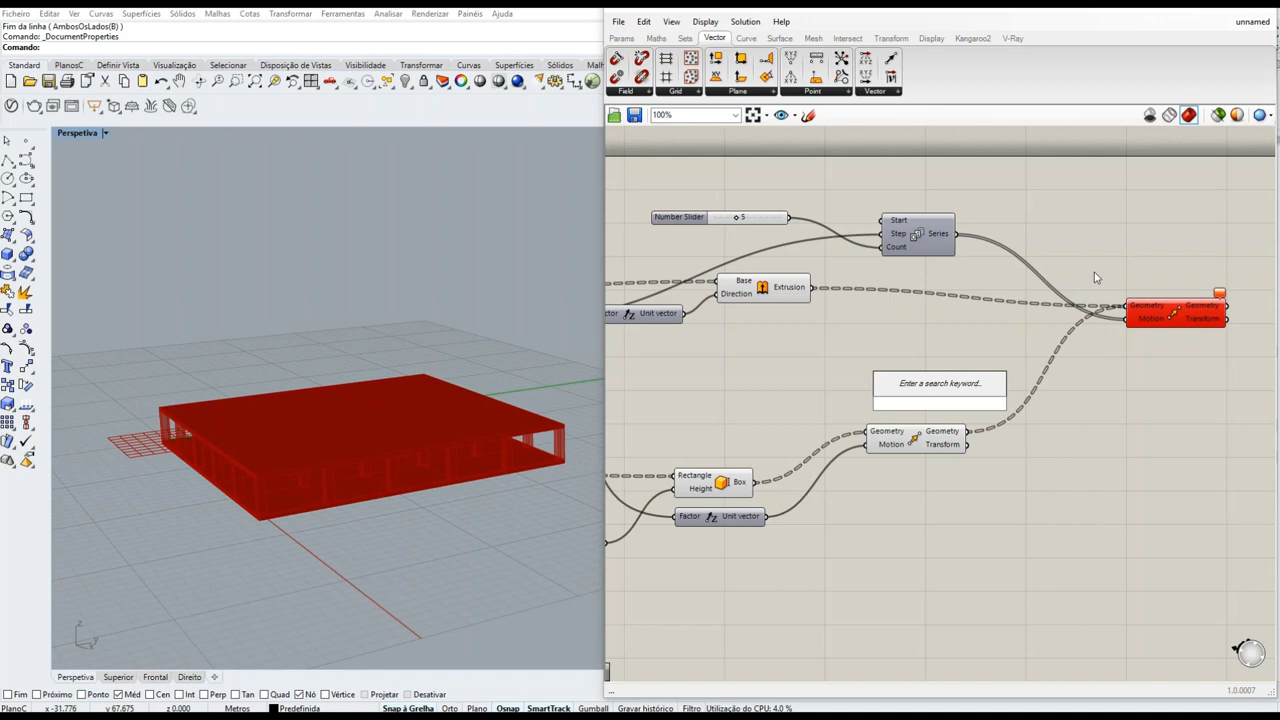 Ficheiro Editar Ver Curvas Superfícies Sólidos Malhas Cotas Transformar Ferramentas Analisar Renderizar Painéis Ajuda
Fim da linha ( AmbosOsLados(B) )
Comando: _DocumentProperties
Comando:
Standard PlanosC Definir Vista Visualização Selecionar Disposição de Vistas Visibilidade Transformar Curvas Superfícies Sólidos
Perspetiva
z
y
Perspetiva Superior Frontal Direito
Fim Próximo Ponto Méd Cen Int Perp Tan Quad Nó Vértice Projetar Desativar
PlanoC x -31.776 y 67.675 z 0.000 Metros Predefinida Snap à Grelha Orto Plano Osnap SmartTrack Gumball Gravar histórico Filtro Utilização do CPU: 4.0 %
File Edit View Display Solution Help unnamed
Params Maths Sets Vector Curve Surface Mesh Intersect Transform Display Kangaroo2 V-Ray
Field Grid Plane Point Vector
100%
Number Slider 5
Start
Step Series
Count
Base
Direction Extrusion
Unit vector
Geometry Geometry
Motion Transform
Enter a search keyword...
Geometry Geometry
Motion Transform
Rectangle
Height Box
Factor Unit vector
...
1.0.0007